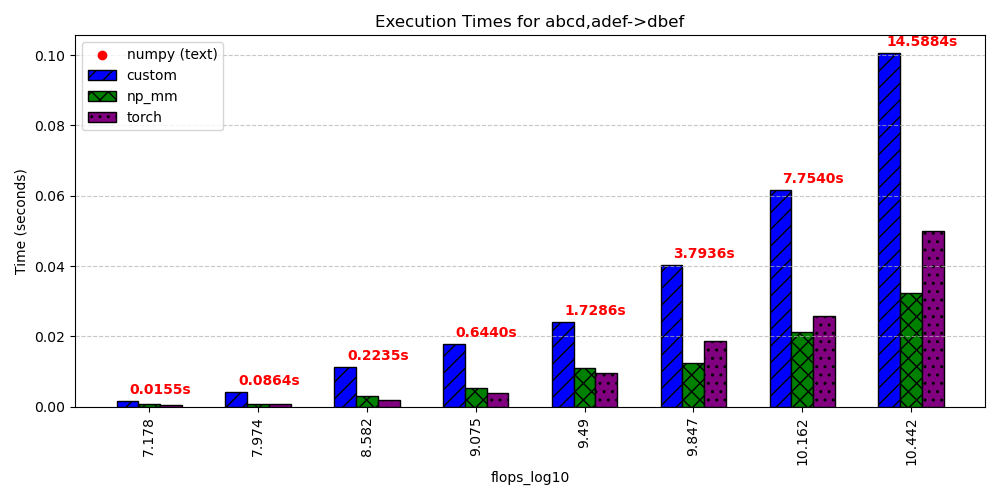 Execution Times for abcd,adef->dbef
numpy (text)
custom
np_mm
torch
0.10
0.08
0.06
0.04
0.02
0.00
Time (seconds)
0.0155s
0.0864s
0.2235s
0.6440s
1.7286s
3.7936s
7.7540s
14.5884s
7.178
7.974
8.582
9.075
9.49
9.847
10.162
10.442
flops_log10